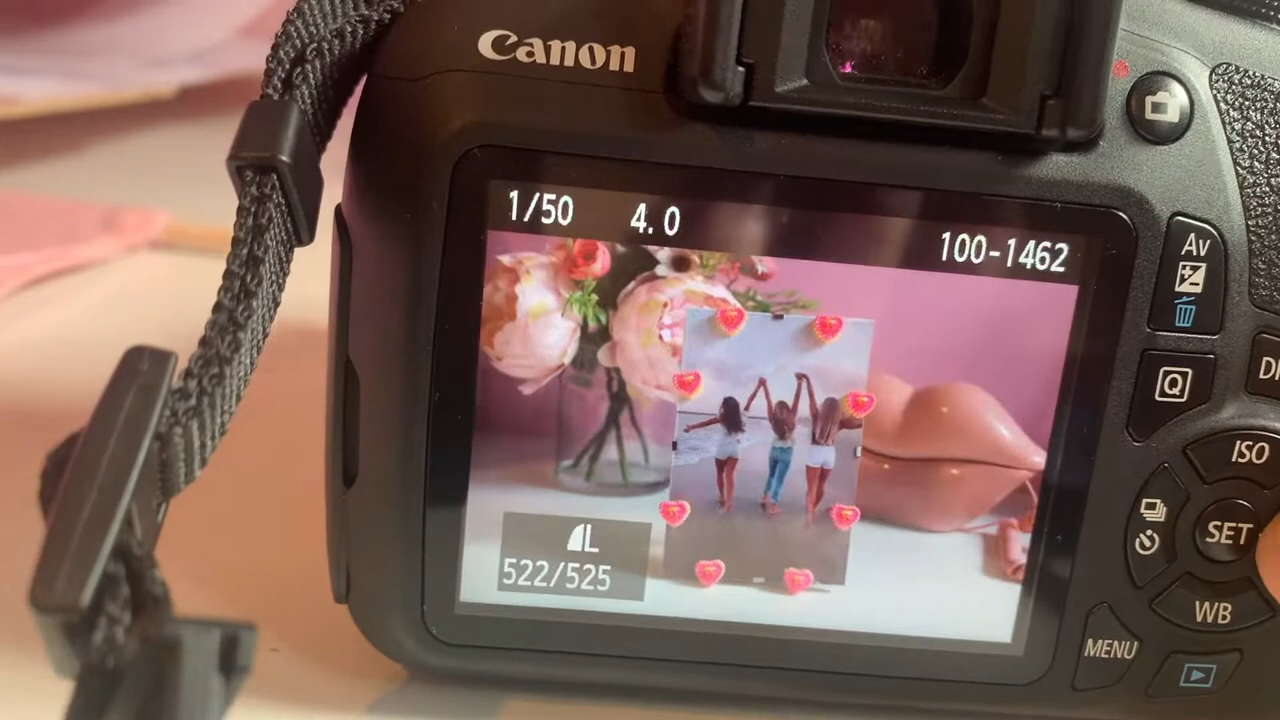 Canon
1/50 4.0 100-1462
L
522/525
Av
Q
ISO
SET
WB
MENU